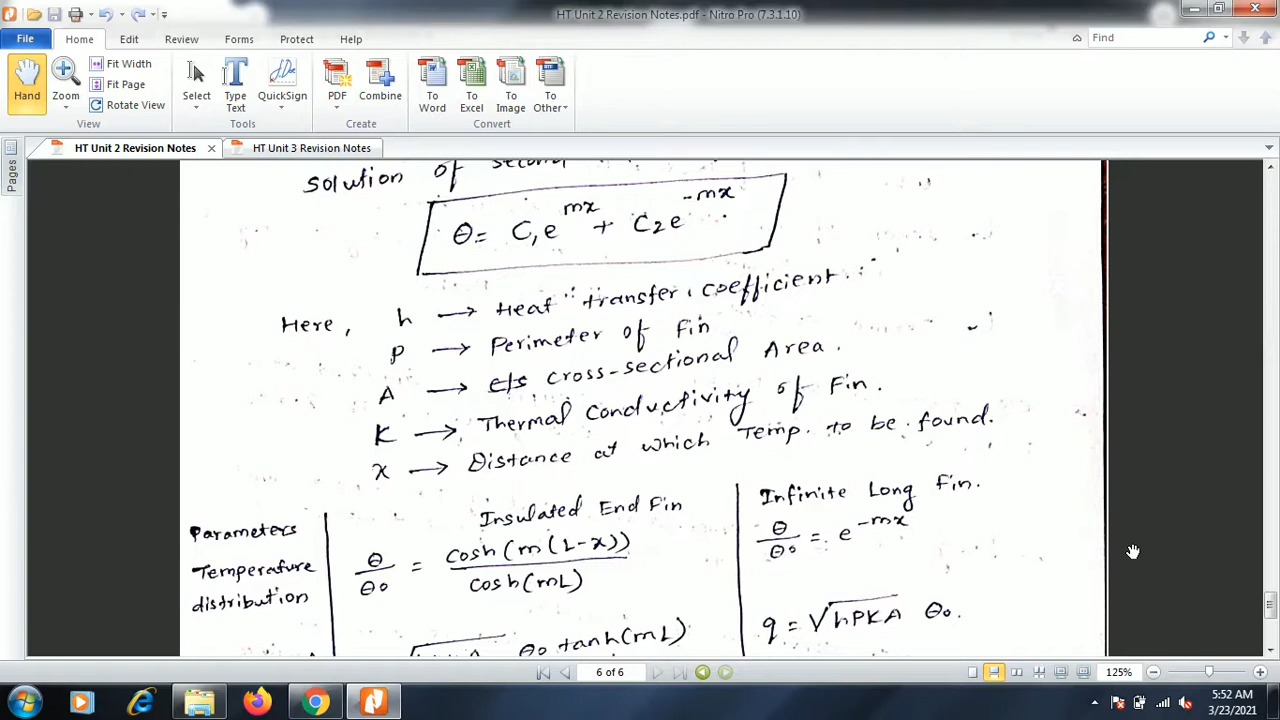 HT Unit 2 Revision Notes.pdf - Nitro Pro (7.3.1.10)
File Home Edit Review Forms Protect Help Find
Hand Zoom Fit Width Fit Page Rotate View Select Type Text QuickSign PDF Combine To Word To Excel To Image To Other
View Tools Create Convert
Pages HT Unit 2 Revision Notes HT Unit 3 Revision Notes
Solution of second
θ= C₁e^mx + C₂e^-mx
Here, h → Heat transfer coefficient.
P → Perimeter of Fin
A → c/s cross-sectional Area.
K → Thermal Conductivity of Fin.
x → Distance at which Temp. to be found.
Parameters Insulated End Fin Infinite Long Fin.
Temperature distribution θ/θ₀ = cosh(m(L-x))/cosh(mL) θ/θ₀ = e^-mx
θ₀ tanh(mL) q = √hPKA θ₀.
6 of 6 125%
5:52 AM
3/23/2021